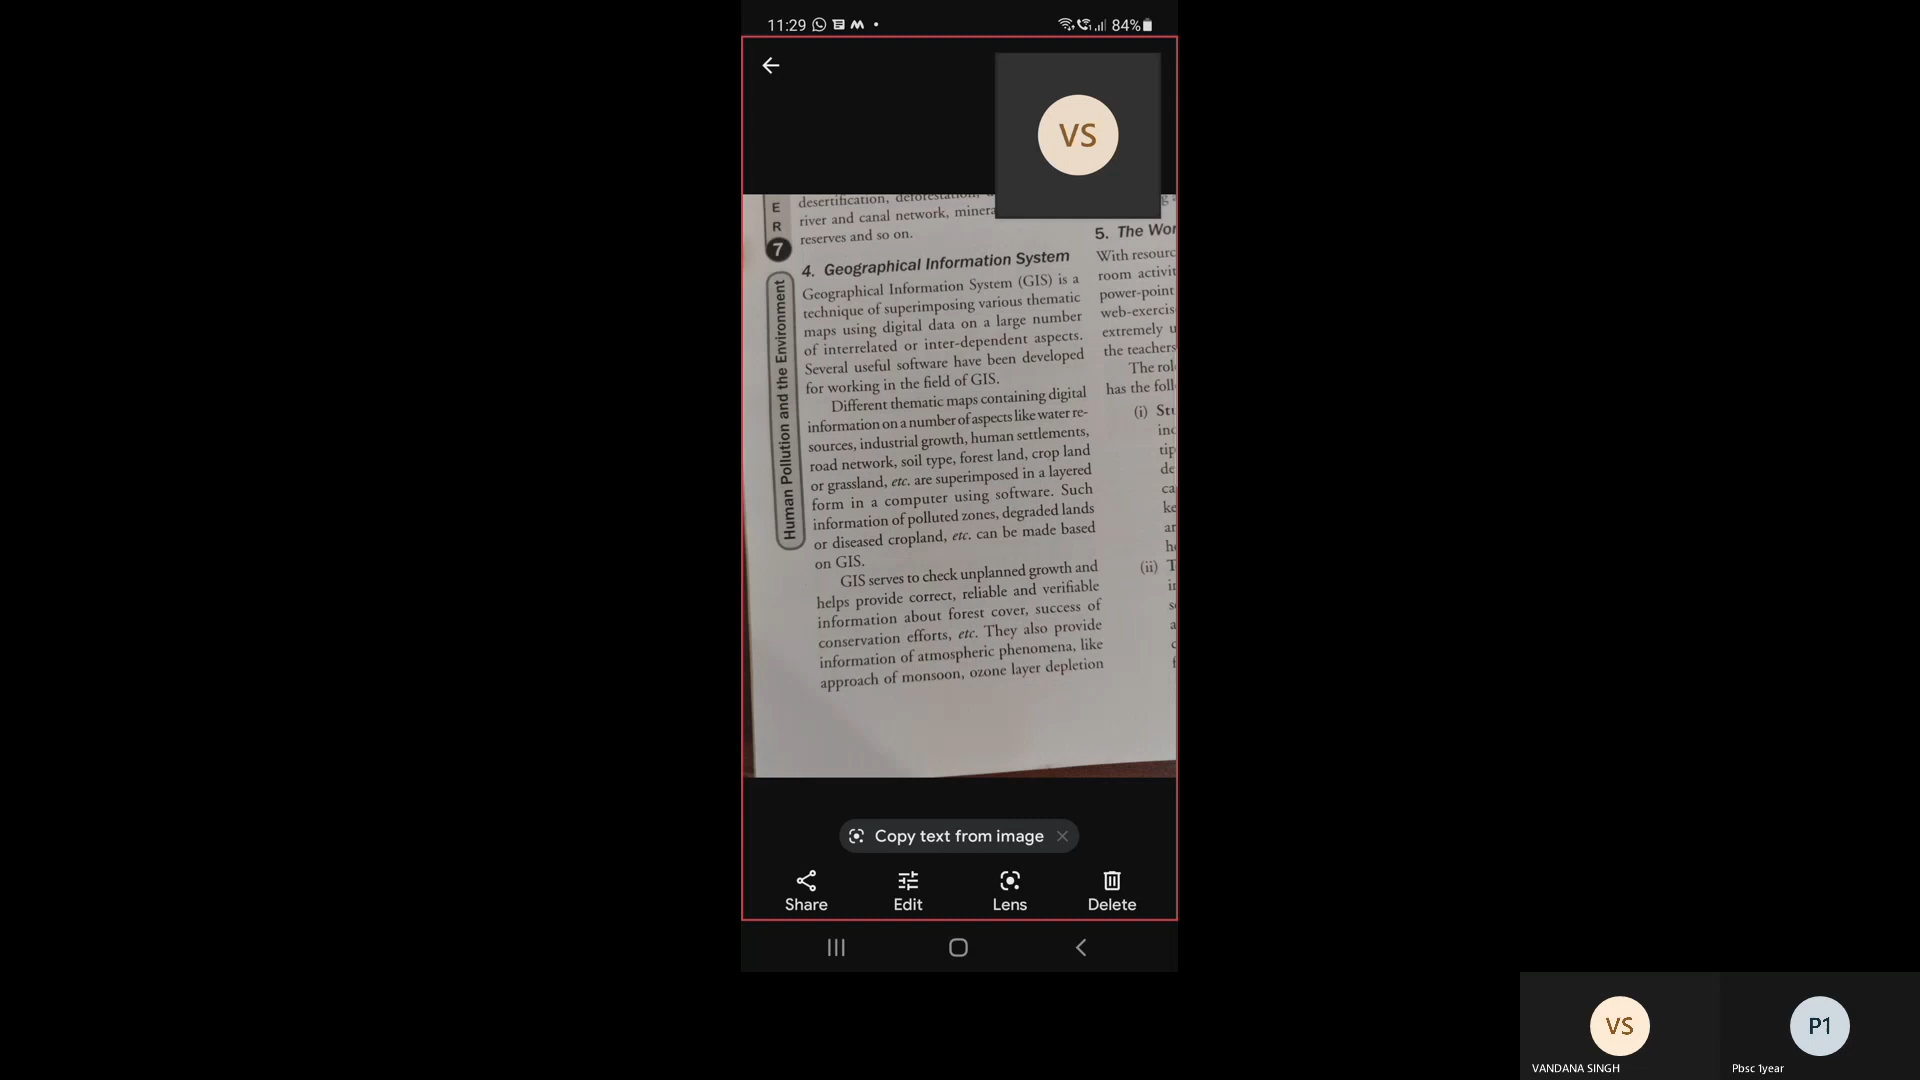 11:29
84%
VS
E
R
7
Human Pollution and the Environment
desertification, deforestation,
river and canal network,
reserves and so on.
4. Geographical Information System
Geographical Information System (GIS) is a
technique of superimposing various thematic
maps using digital data on a large number
of interrelated or inter-dependent aspects.
Several useful software have been developed
for working in the field of GIS.
Different thematic maps containing digital
information on a number of aspects like water re-
sources, industrial growth, human settlements,
road network, soil type, forest land, crop land
or grassland, etc. are superimposed in a layered
form in a computer using software. Such
information of polluted zones, degraded lands
or diseased cropland, etc. can be made based
on GIS.
GIS serves to check unplanned growth and
helps provide correct, reliable and verifiable
information about forest cover, success of
conservation efforts, etc. They also provide
information of atmospheric phenomena, like
approach of monsoon, ozone layer depletion
5. The Wor
With resourc
room activit
power-point
web-exercis
extremely u
the teachers
The rol
has the foll
(i) Stu
inc
tip
de
ca
ke
ar
he
(ii) T
in
s
a
c
f
Copy text from image
Share
Edit
Lens
Delete
VS
VANDANA SINGH
P1
Pbsc 1year